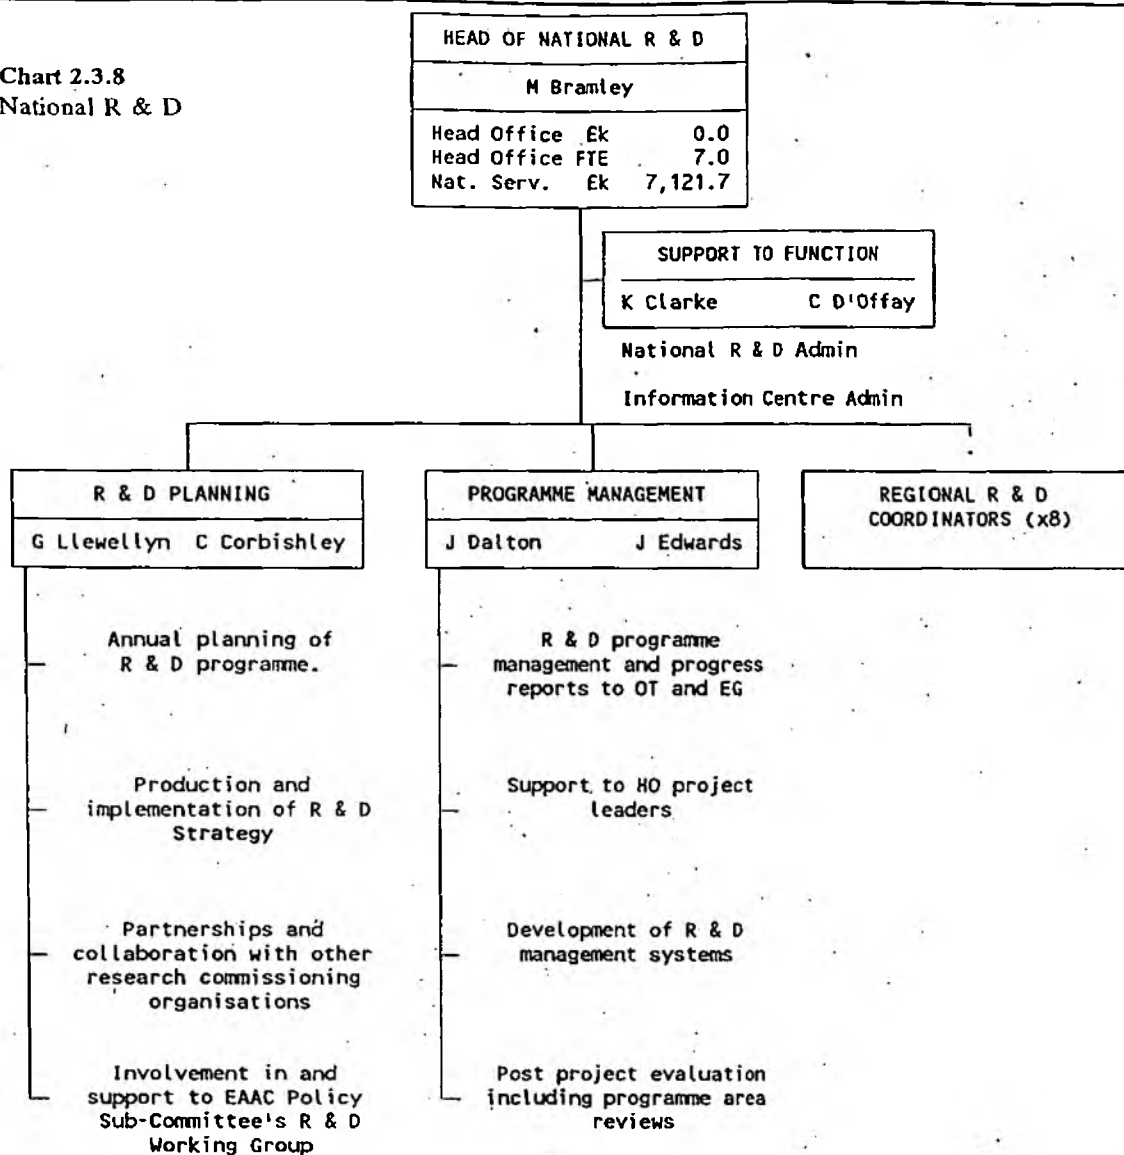 Chart 2.3.8
National R & D
HEAD OF NATIONAL R & D
M Bramley
Head Office £k 0.0
Head Office FTE 7.0
Nat. Serv. £k 7,121.7
SUPPORT TO FUNCTION
K Clarke C D'Offay
National R & D Admin
Information Centre Admin
R & D PLANNING
G Llewellyn C Corbishley
Annual planning of
R & D programme.
Production and
implementation of R & D
Strategy
Partnerships and
collaboration with other
research commissioning
organisations
Involvement in and
support to EAAC Policy
Sub-Committee's R & D
Working Group
PROGRAMME MANAGEMENT
J Dalton J Edwards
R & D programme
management and progress
reports to OT and EG
Support to HO project
leaders
Development of R & D
management systems
Post project evaluation
including programme area
reviews
REGIONAL R & D
COORDINATORS (x8)